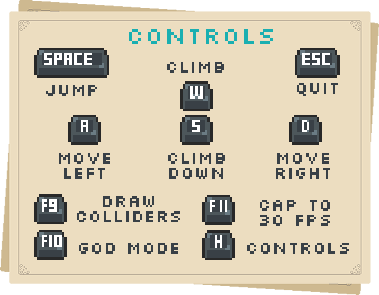 CONTROLS
SPACE
JUMP
CLIMB
W
ESC
QUIT
A
MOVE
LEFT
S
CLIMB
DOWN
D
MOVE
RIGHT
F9
DRAW
COLLIDERS
F11
CAP TO
30 FPS
F10
GOD MODE
H
CONTROLS